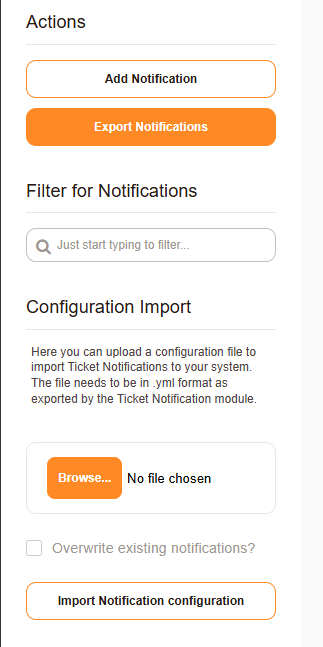 Actions
Add Notification
Export Notifications
Filter for Notifications
Just start typing to filter...
Configuration Import
Here you can upload a configuration file to
import Ticket Notifications to your system.
The file needs to be in .yml format as
exported by the Ticket Notification module.
Browse... No file chosen
Overwrite existing notifications?
Import Notification configuration